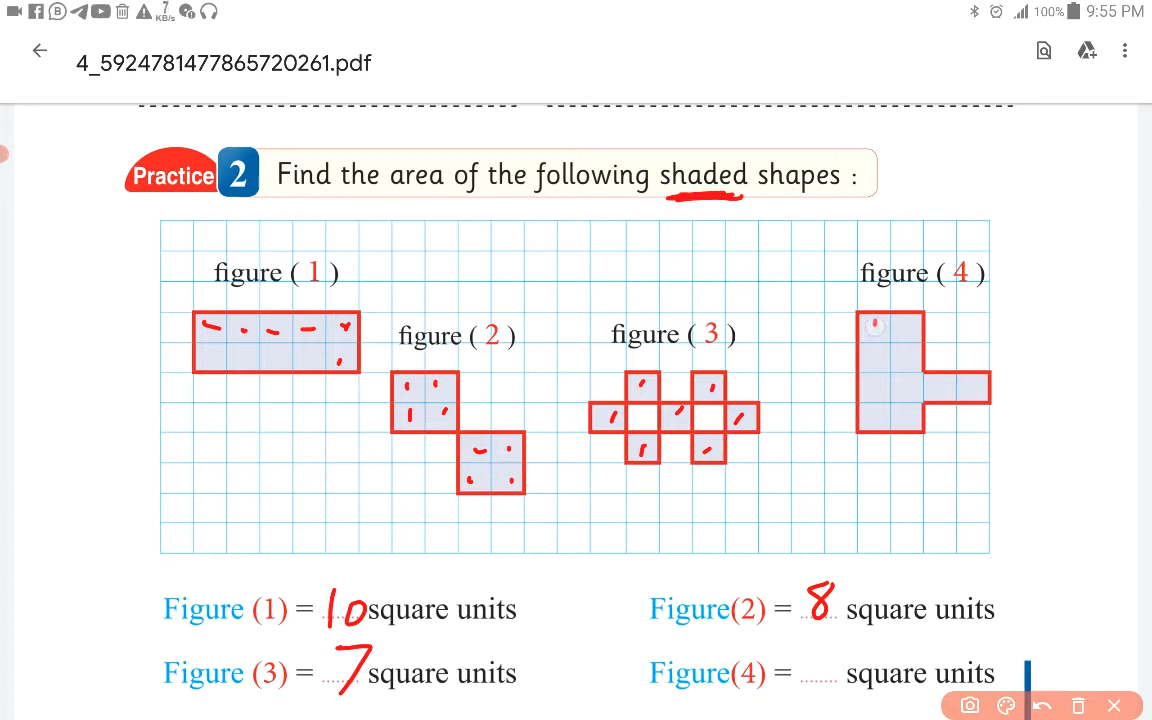 7 KB/s 100% 9:55 PM
4_5924781477865720261.pdf
Practice 2 Find the area of the following shaded shapes :
figure ( 1 ) figure ( 4 )
figure ( 2 ) figure ( 3 )
Figure (1) = 10 square units Figure(2) = 8 square units
Figure (3) = 7 square units Figure(4) = ........ square units